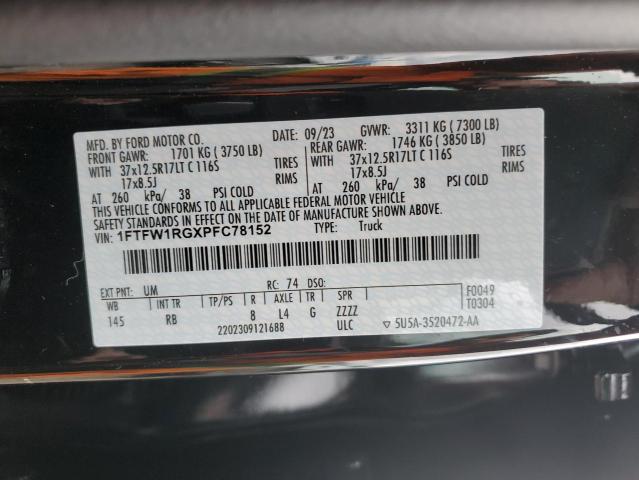 MFD. BY FORD MOTOR CO.
DATE: 09/23 GVWR: 3311 KG ( 7300 LB)
FRONT GAWR: 1701 KG ( 3750 LB) REAR GAWR: 1746 KG ( 3850 LB)
WITH 37x12.5R17LT C 116S TIRES WITH 37x12.5R17LT C 116S TIRES
17x8.5J RIMS 17x8.5J RIMS
AT 260 kPa/ 38 PSI COLD AT 260 kPa/ 38 PSI COLD
THIS VEHICLE CONFORMS TO ALL APPLICABLE FEDERAL MOTOR VEHICLE
SAFETY STANDARDS IN EFFECT ON THE DATE OF MANUFACTURE SHOWN ABOVE.
VIN: 1FTFW1RGXPFC78152 TYPE: Truck
EXT PNT: UM RC: 74 DSO: F0049
WB INT TR TP/PS R AXLE TR SPR T0304
145 RB 8 L4 G ZZZZ
2202309121688 ULC ▽ 5U5A-3520472-AA